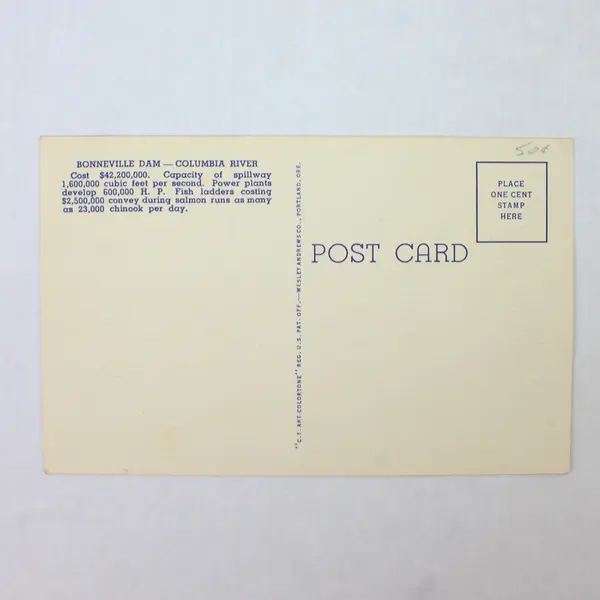 BONNEVILLE DAM — COLUMBIA RIVER
Cost $42,200,000. Capacity of spillway
1,600,000 cubic feet per second. Power plants
develop 600,000 H. P. Fish ladders costing
$2,500,000 convey during salmon runs as many
as 23,000 chinook per day.
"C.T. ART-COLORTONE" REG. U.S. PAT. OFF.—WESLEY ANDREWS CO., PORTLAND, ORE.
POST CARD
50¢
PLACE
ONE CENT
STAMP
HERE